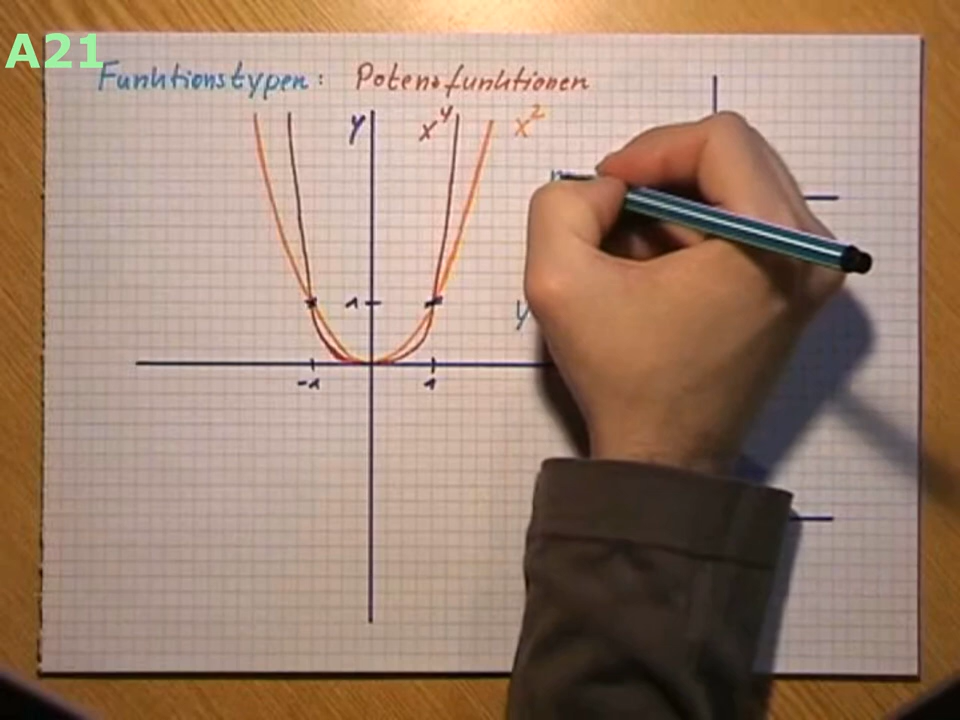 A21
Funktionstypen: Potenzfunktionen
y x⁴ x²
1
y
-1 1